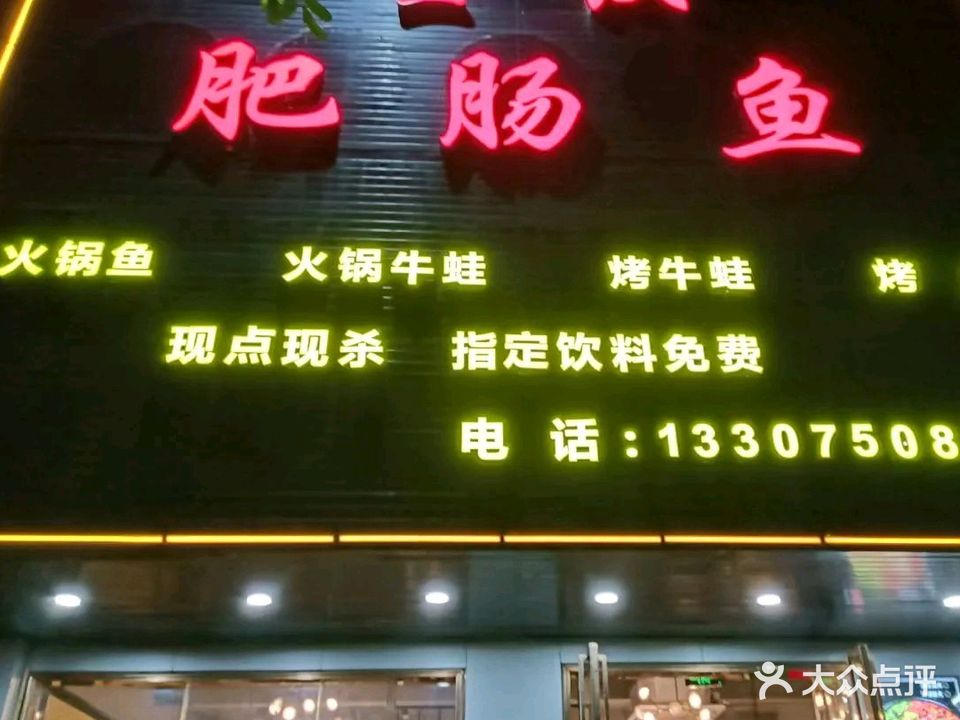 肥肠鱼
火锅鱼 火锅牛蛙 烤牛蛙 烤
现点现杀 指定饮料免费
电话:13307508
大众点评